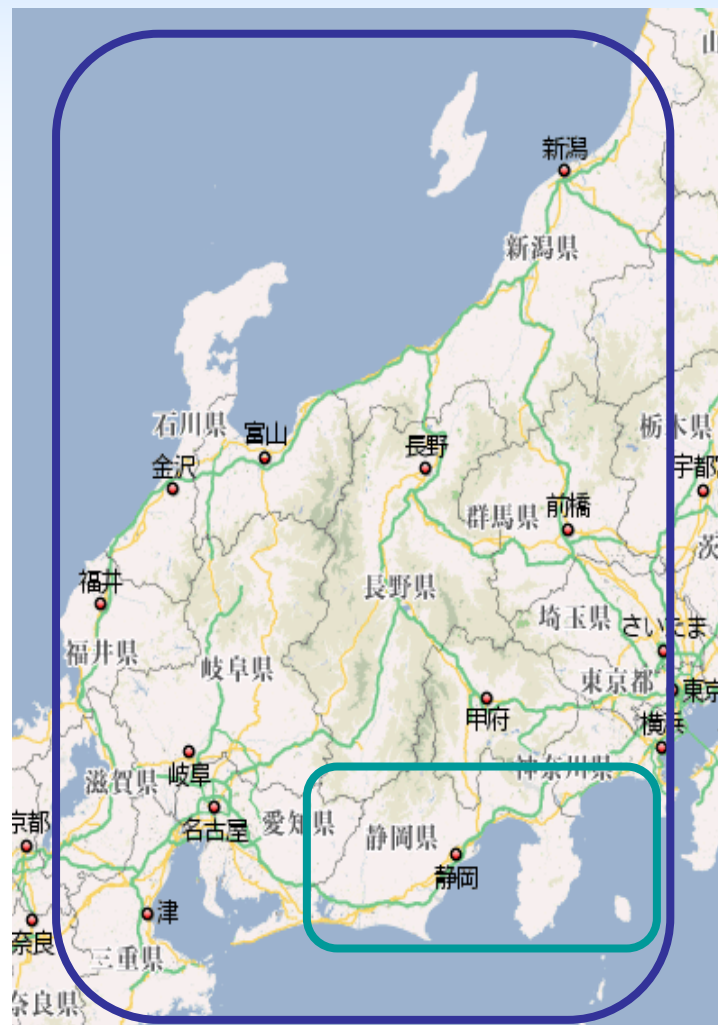 山
新潟
新潟県
石川県
富山
金沢
長野
栃木県
宇都
群馬県
前橋
茨
福井
長野県
埼玉県
福井県
岐阜県
さいたま
東京都
東京
甲府
横浜
岐阜
滋賀県
神奈川県
京都
名古屋
愛知県
静岡県
静岡
津
奈良
三重県
奈良県